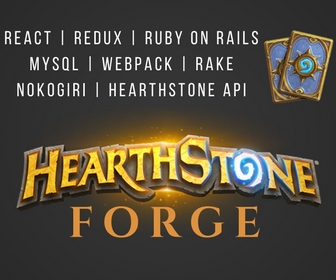 REACT | REDUX | RUBY ON RAILS
MYSQL | WEBPACK | RAKE
NOKOGIRI | HEARTHSTONE API
HEARTHSTONE
FORGE